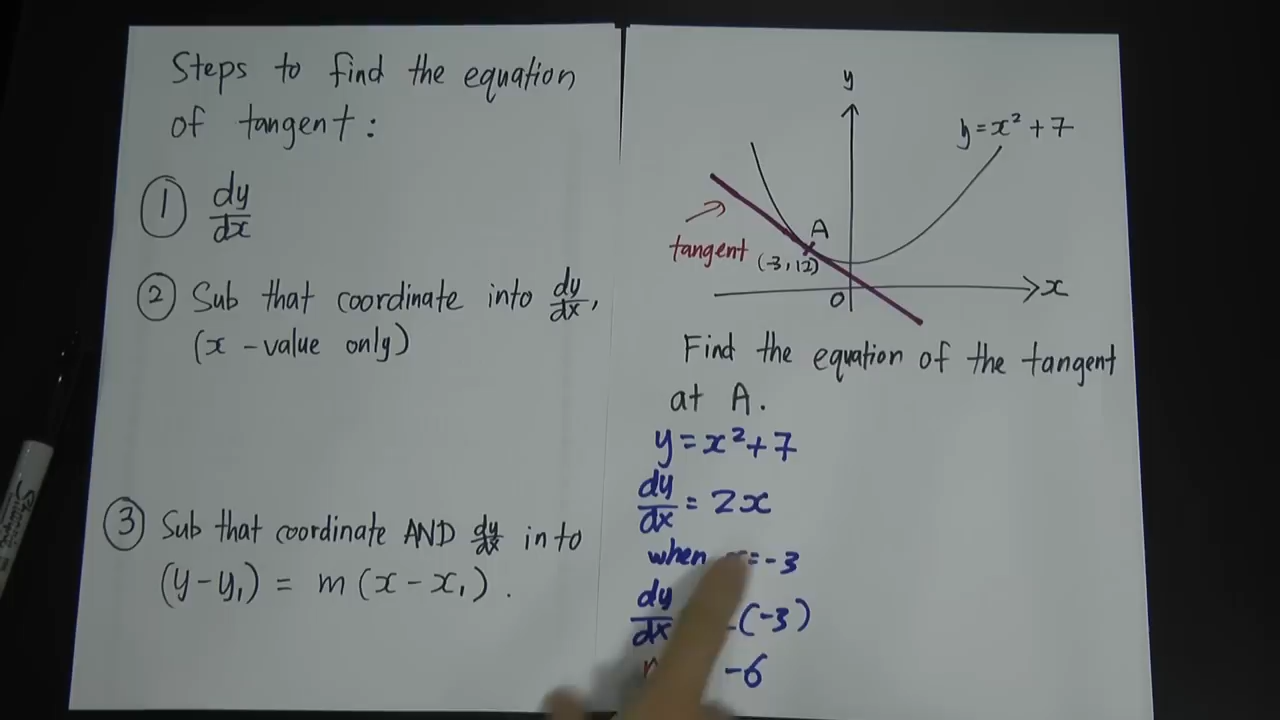 Steps to find the equation
of tangent :
① dy/dx
② Sub that coordinate into dy/dx,
(x - value only)
③ Sub that coordinate AND dy/dx into
(y-y₁) = m (x - x₁) .
y
y = x² + 7
A
tangent
(-3, 12)
O
x
Find the equation of the tangent
at A.
y = x² + 7
dy/dx = 2x
when x = -3
dy/dx (-3)
-6